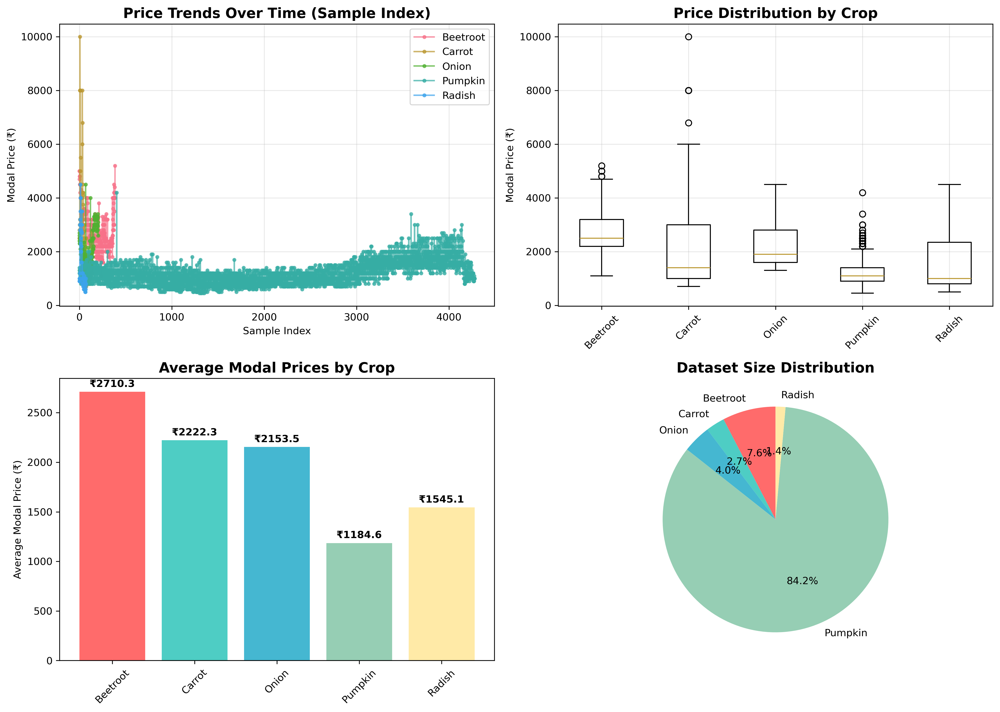 Price Trends Over Time (Sample Index)
Modal Price (₹)
10000
8000
6000
4000
2000
0
0 1000 2000 3000 4000
Sample Index
Beetroot
Carrot
Onion
Pumpkin
Radish
Price Distribution by Crop
Modal Price (₹)
10000
8000
6000
4000
2000
0
Beetroot
Carrot
Onion
Pumpkin
Radish
Average Modal Prices by Crop
Average Modal Price (₹)
2500
2000
1500
1000
500
0
₹2710.3
₹2222.3
₹2153.5
₹1184.6
₹1545.1
Beetroot
Carrot
Onion
Pumpkin
Radish
Dataset Size Distribution
Radish
Beetroot
Carrot
Onion
Pumpkin
7.6%
1.4%
2.7%
4.0%
84.2%